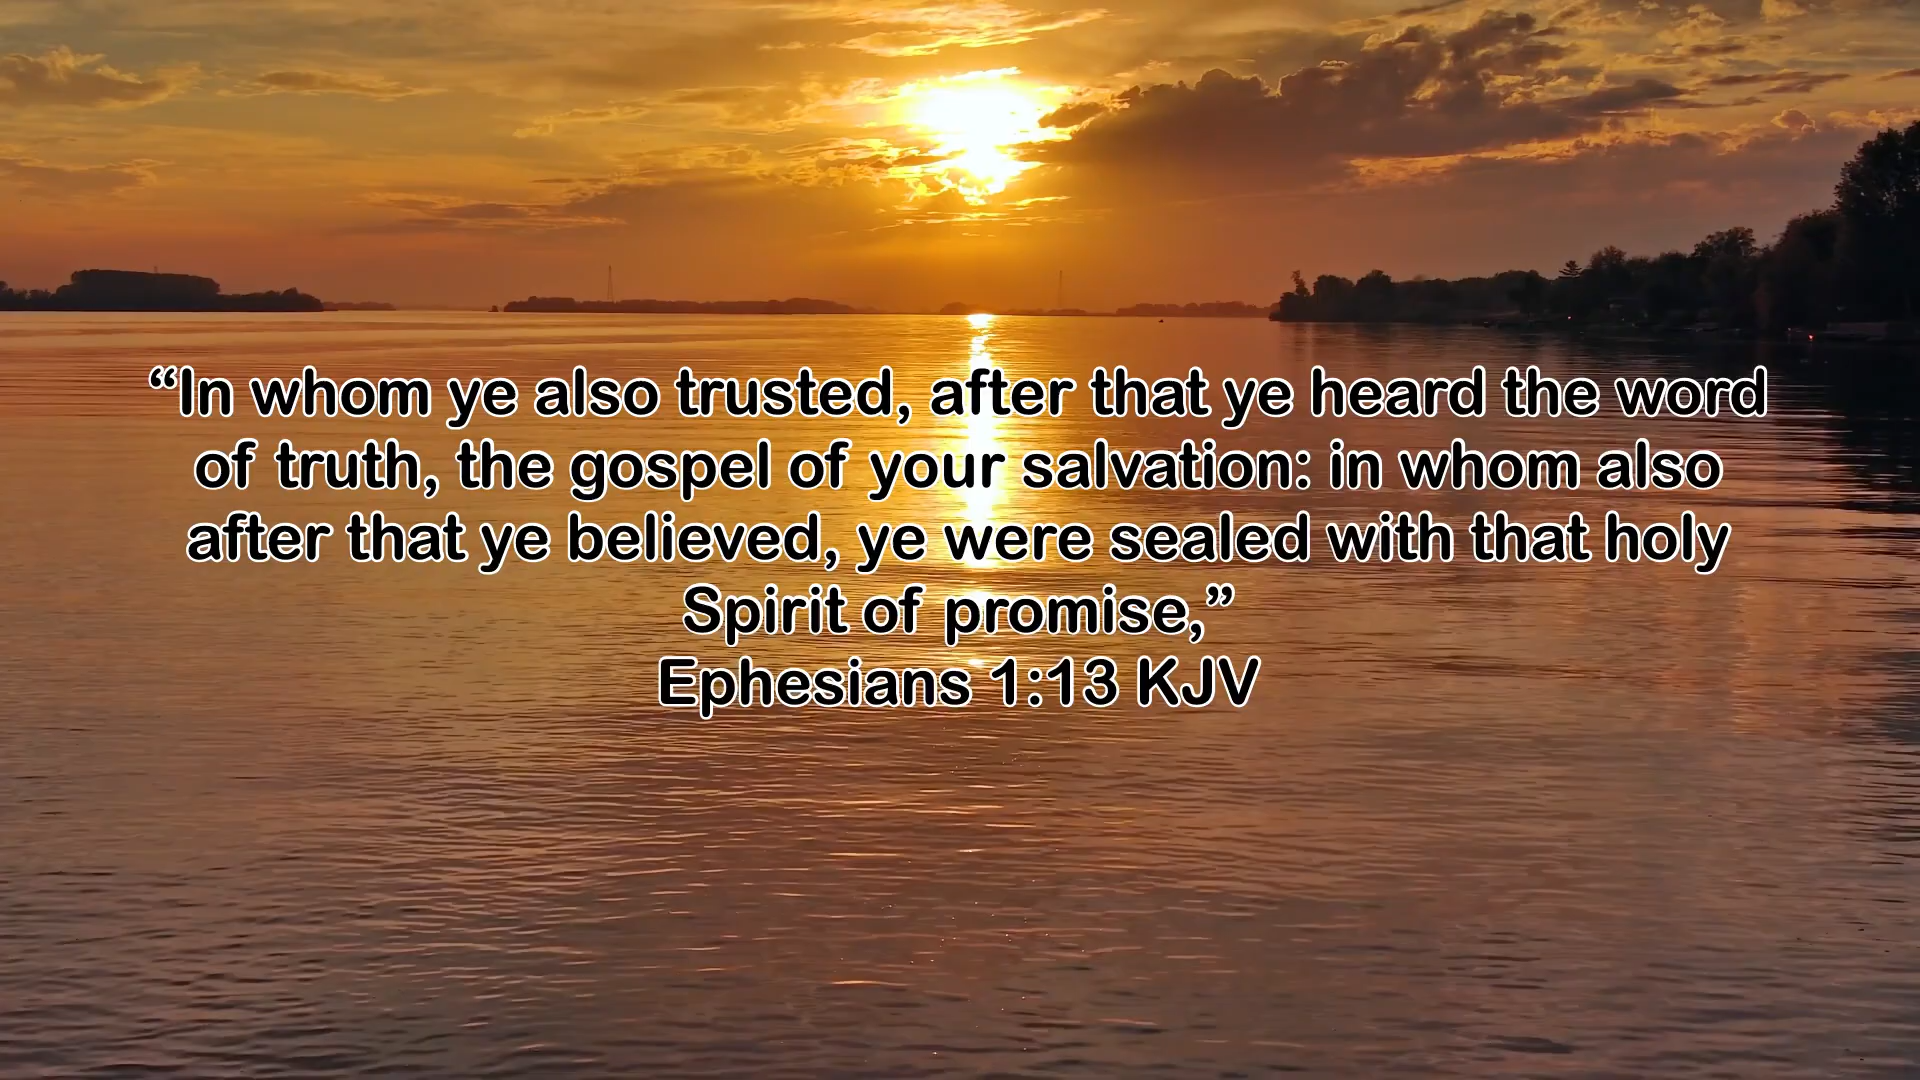 “In whom ye also trusted, after that ye heard the word
of truth, the gospel of your salvation: in whom also
after that ye believed, ye were sealed with that holy
Spirit of promise,”
Ephesians 1:13 KJV